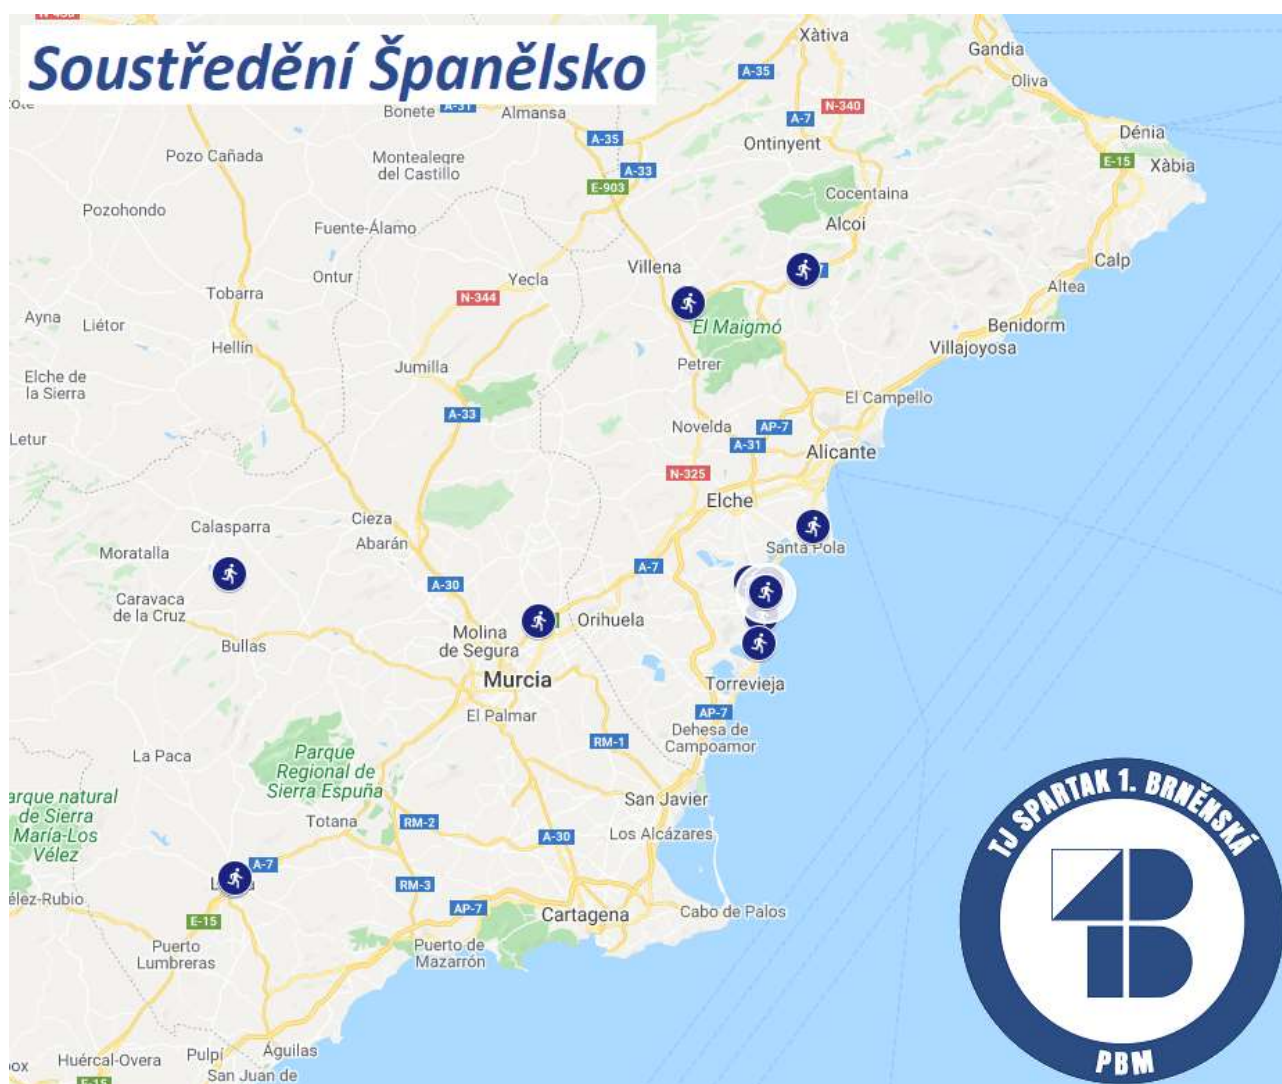 Soustředění Španělsko
Xàtiva
Gandia
Oliva
A-35
N-340
Bonete
A-31
Almansa
A-7
A-35
Ontinyent
Dénia
E-15
Xàbia
Pozo Cañada
Montealegre
del Castillo
A-33
E-903
Cocentaina
Pozohondo
Fuente-Álamo
Alcoi
Villena
Calp
Ontur
Yecla
Altea
Tobarra
N-344
Ayna
Liétor
El Maigmó
Benidorm
Hellín
Villajoyosa
Jumilla
Petrer
Elche de
la Sierra
El Campello
A-33
Novelda
AP-7
A-31
Letur
Alicante
N-325
Elche
Calasparra
Cieza
Abarán
Santa Pola
Moratalla
A-7
A-30
Caravaca
de la Cruz
Orihuela
Molina
de Segura
Bullas
Murcia
Torrevieja
El Palmar
AP-7
Dehesa de
Campoamor
RM-1
La Paca
Parque
Regional de
Sierra Espuña
arque natural
de Sierra
María-Los
Vélez
San Javier
Totana
RM-2
A-30
Los Alcázares
A-7
RM-3
élez-Rubio
AP-7
Cartagena
Cabo de Palos
E-15
Puerto
Lumbreras
Puerto de
Mazarrón
Huércal-Overa
Pulpí
Águilas
San Juan de
E-15
TJ SPARTAK 1. BRNĚNSKÁ
1B
PBM